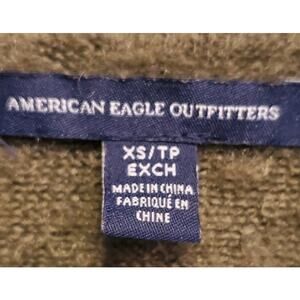 AMERICAN EAGLE OUTFITTERS
XS/TP
EXCH
MADE IN CHINA
FABRIQUÉ EN
CHINE